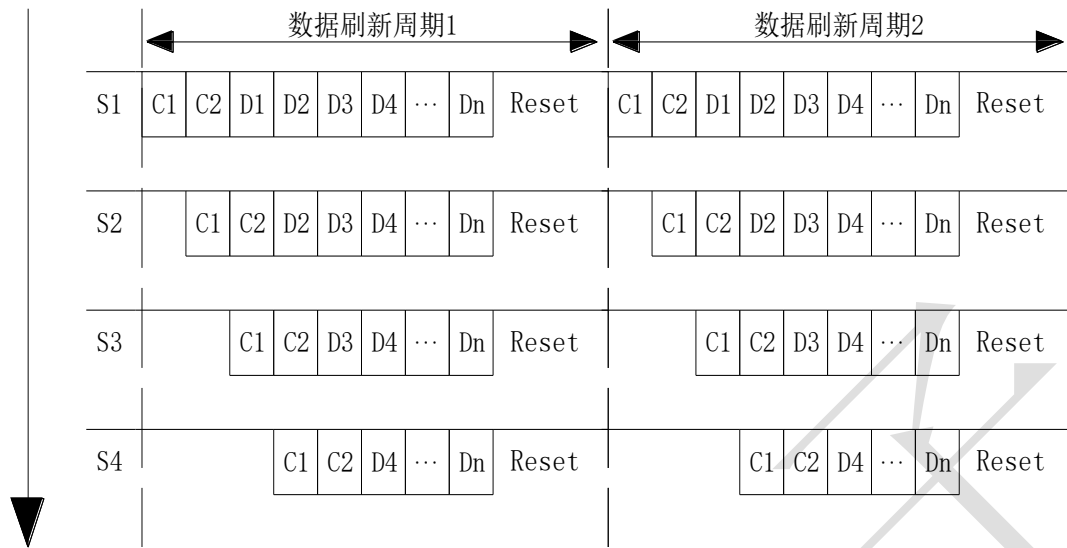 数据刷新周期1 数据刷新周期2
S1 C1 C2 D1 D2 D3 D4 ··· Dn Reset C1 C2 D1 D2 D3 D4 ··· Dn Reset
S2 C1 C2 D2 D3 D4 ··· Dn Reset C1 C2 D2 D3 D4 ··· Dn Reset
S3 C1 C2 D3 D4 ··· Dn Reset C1 C2 D3 D4 ··· Dn Reset
S4 C1 C2 D4 ··· Dn Reset C1 C2 D4 ··· Dn Reset